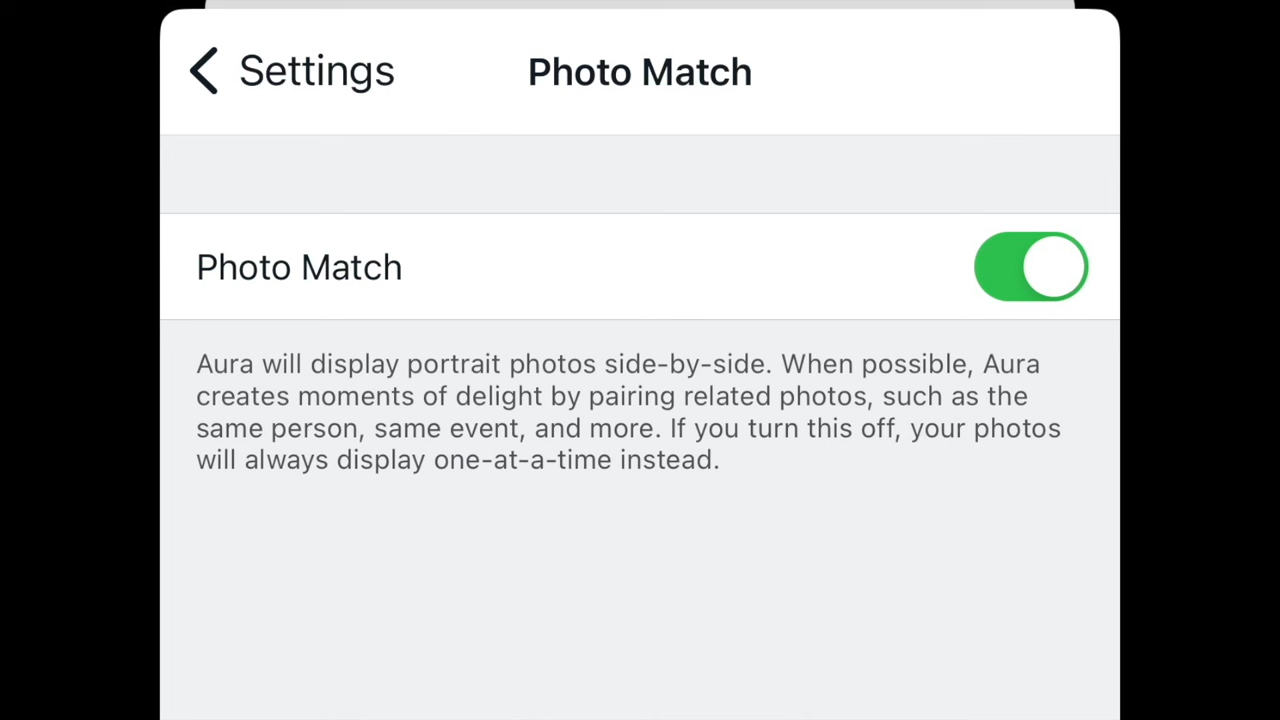 Settings
Photo Match
Photo Match
Aura will display portrait photos side-by-side. When possible, Aura
creates moments of delight by pairing related photos, such as the
same person, same event, and more. If you turn this off, your photos
will always display one-at-a-time instead.